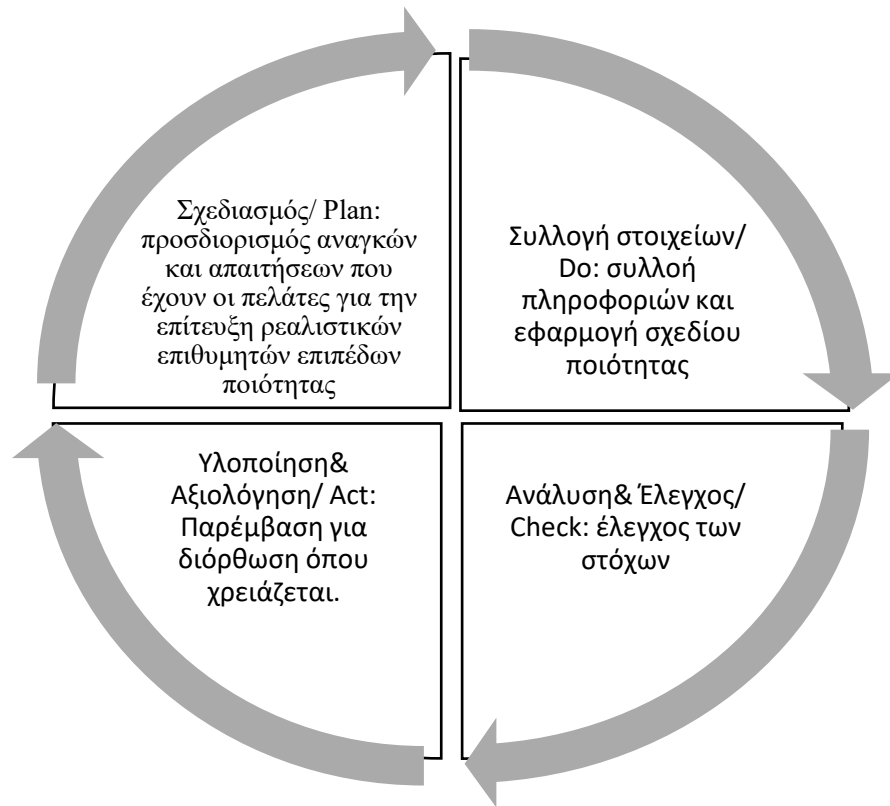 Σχεδιασμός/ Plan:
προσδιορισμός αναγκών
και απαιτήσεων που
έχουν οι πελάτες για την
επίτευξη ρεαλιστικών
επιθυμητών επιπέδων
ποιότητας
Συλλογή στοιχείων/
Do: συλλοή
πληροφοριών και
εφαρμογή σχεδίου
ποιότητας
Υλοποίηση&
Αξιολόγηση/ Act:
Παρέμβαση για
διόρθωση όπου
χρειάζεται.
Ανάλυση& Έλεγχος/
Check: έλεγχος των
στόχων